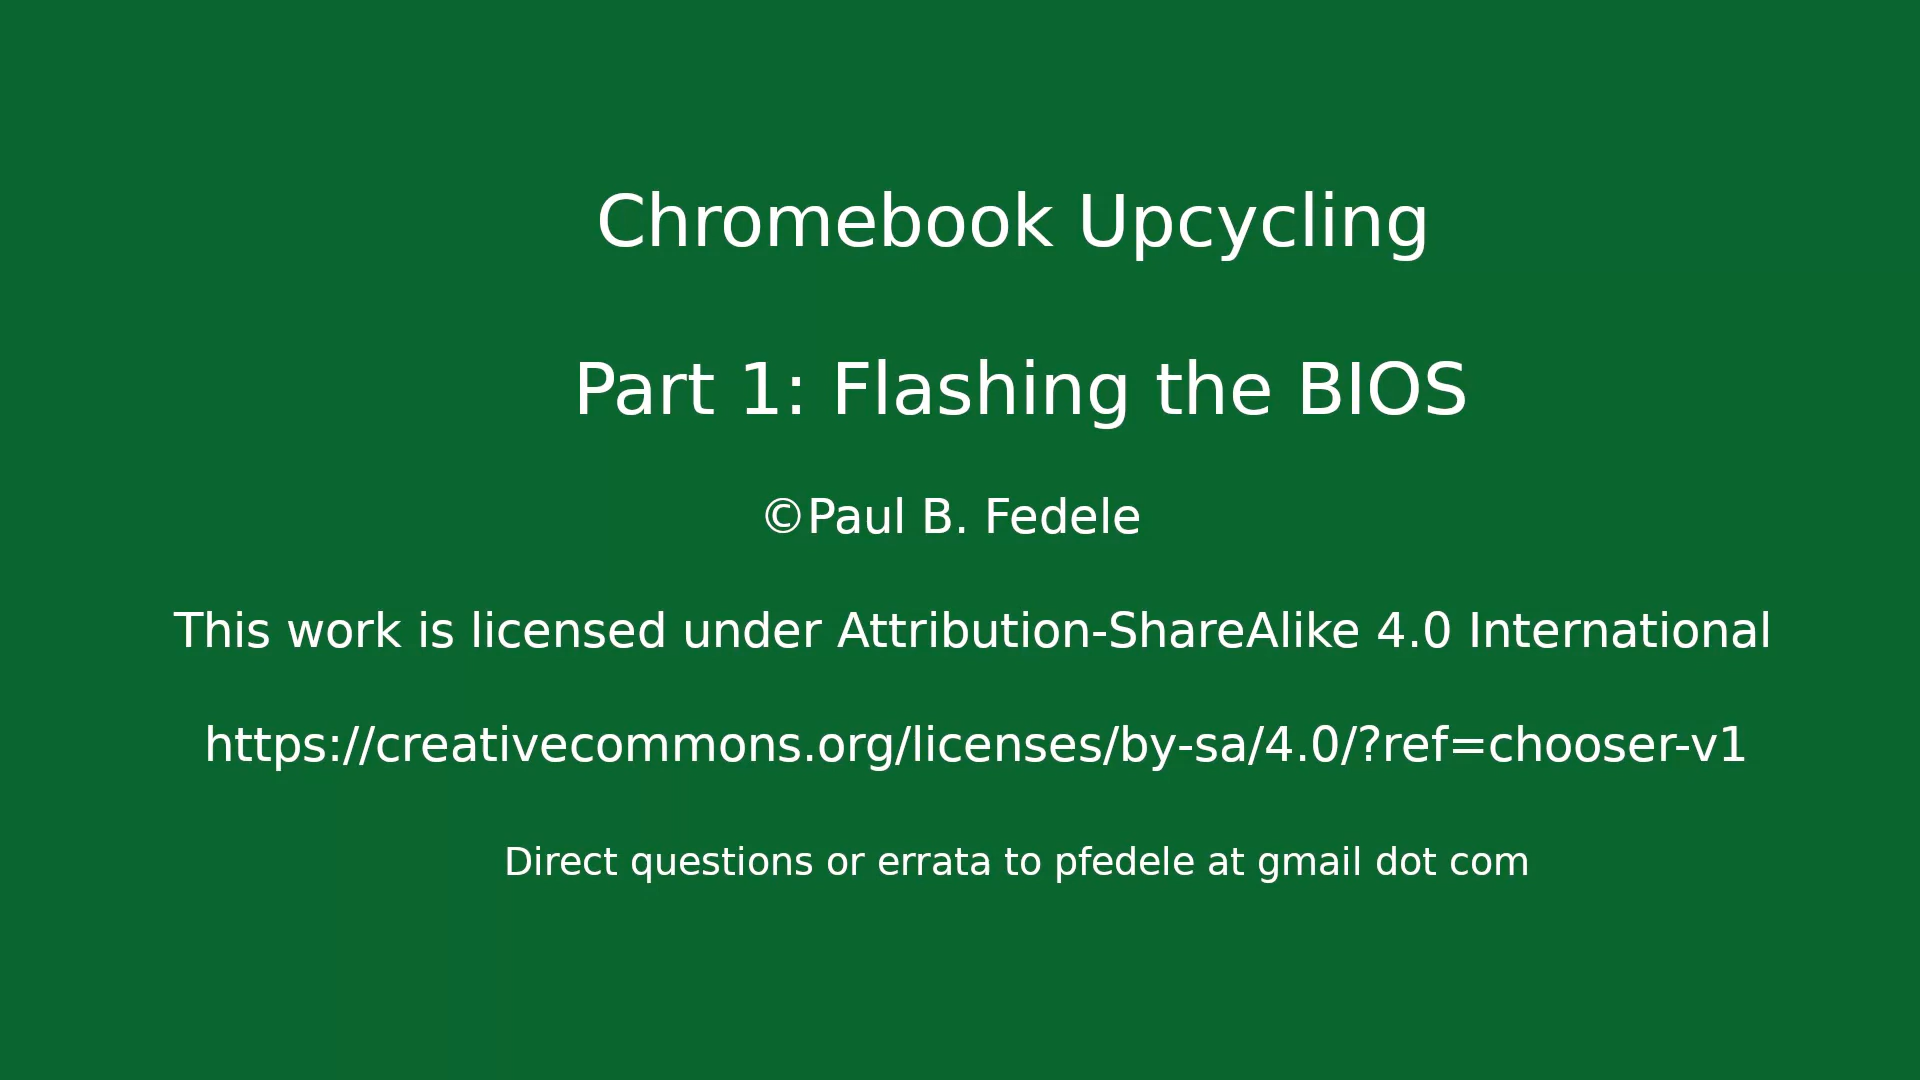 Chromebook Upcycling
Part 1: Flashing the BIOS
©Paul B. Fedele
This work is licensed under Attribution-ShareAlike 4.0 International
https://creativecommons.org/licenses/by-sa/4.0/?ref=chooser-v1
Direct questions or errata to pfedele at gmail dot com